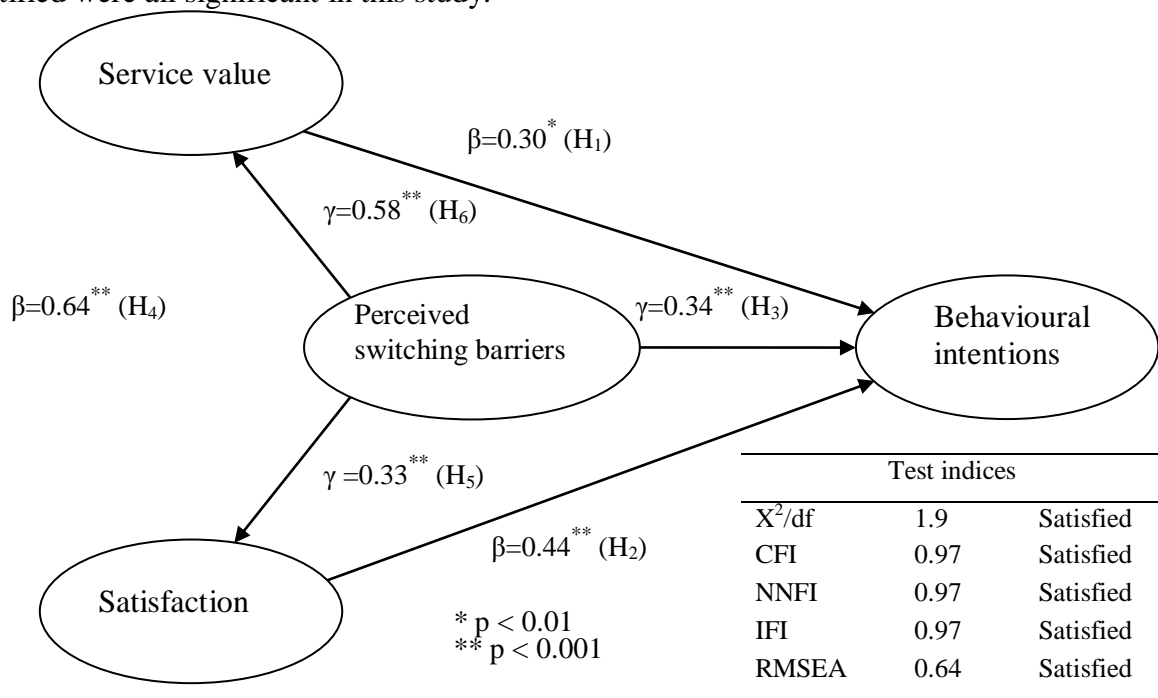 tified were all significant in this study.
Service value
β=0.30* (H₁)
γ=0.58** (H₆)
β=0.64** (H₄)
Perceived
switching barriers
γ=0.34** (H₃)
Behavioural
intentions
γ =0.33** (H₅)
β=0.44** (H₂)
Satisfaction
* p < 0.01
** p < 0.001
Test indices
X²/df 1.9 Satisfied
CFI 0.97 Satisfied
NNFI 0.97 Satisfied
IFI 0.97 Satisfied
RMSEA 0.64 Satisfied